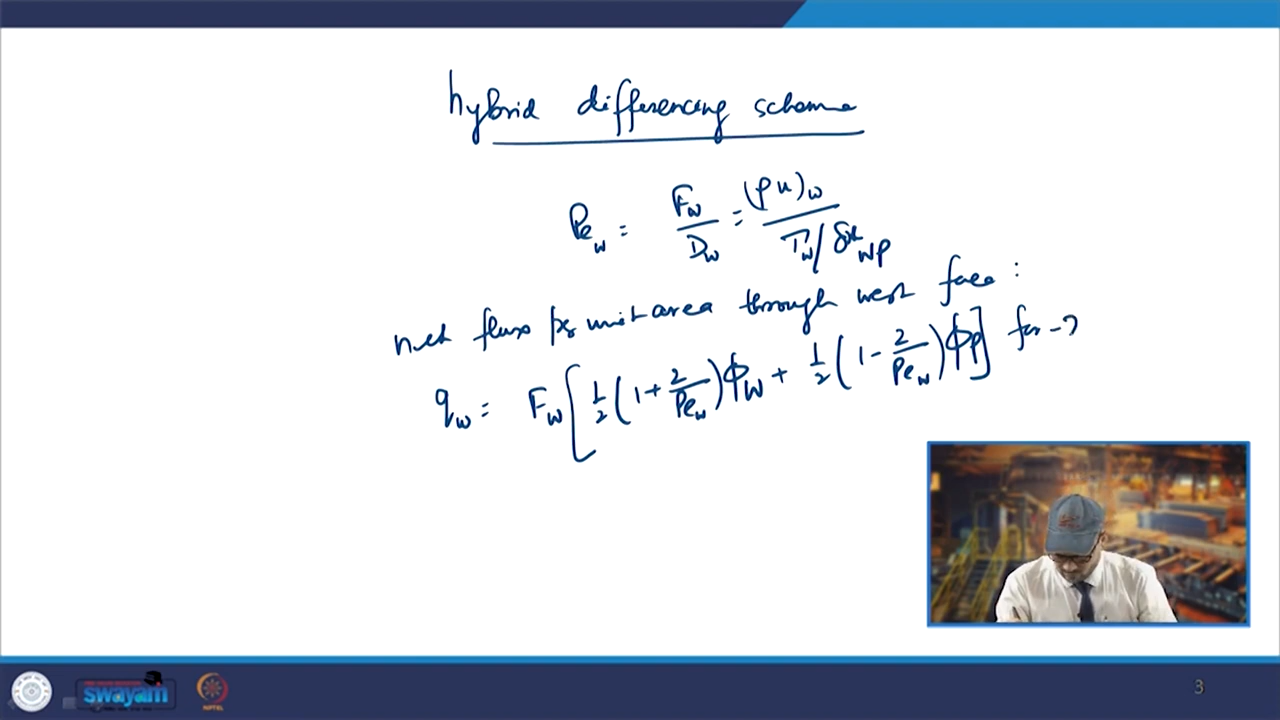 hybrid differencing scheme
Pe_w = F_w / D_w = (ρu)_w / (Γ_w / δx_WP)
net flux per unit area through west face :
q_w = F_w [ 1/2 ( 1 + 2/Pe_w ) ϕ_W + 1/2 ( 1 - 2/Pe_w ) ϕ_P ] for -2
swayam
NPTEL
3